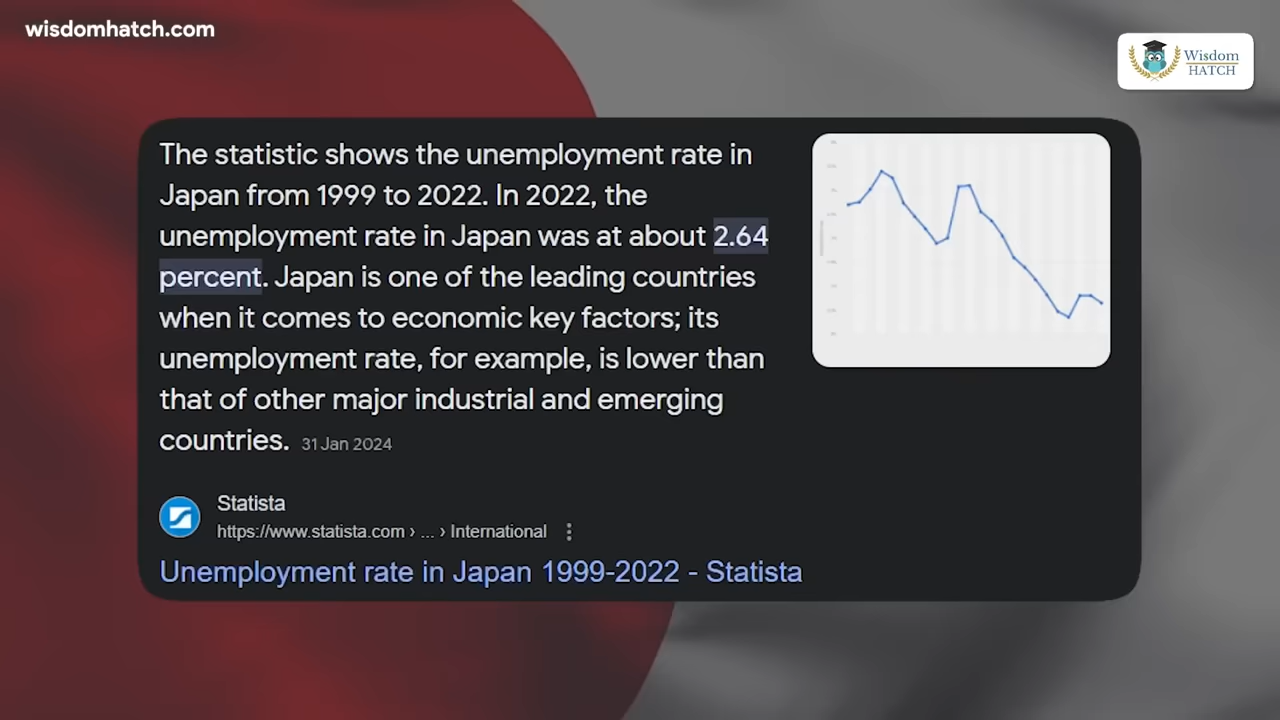 wisdomhatch.com
Wisdom
HATCH
The statistic shows the unemployment rate in
Japan from 1999 to 2022. In 2022, the
unemployment rate in Japan was at about 2.64
percent. Japan is one of the leading countries
when it comes to economic key factors; its
unemployment rate, for example, is lower than
that of other major industrial and emerging
countries. 31 Jan 2024
Statista
https://www.statista.com › ... › International
Unemployment rate in Japan 1999-2022 - Statista